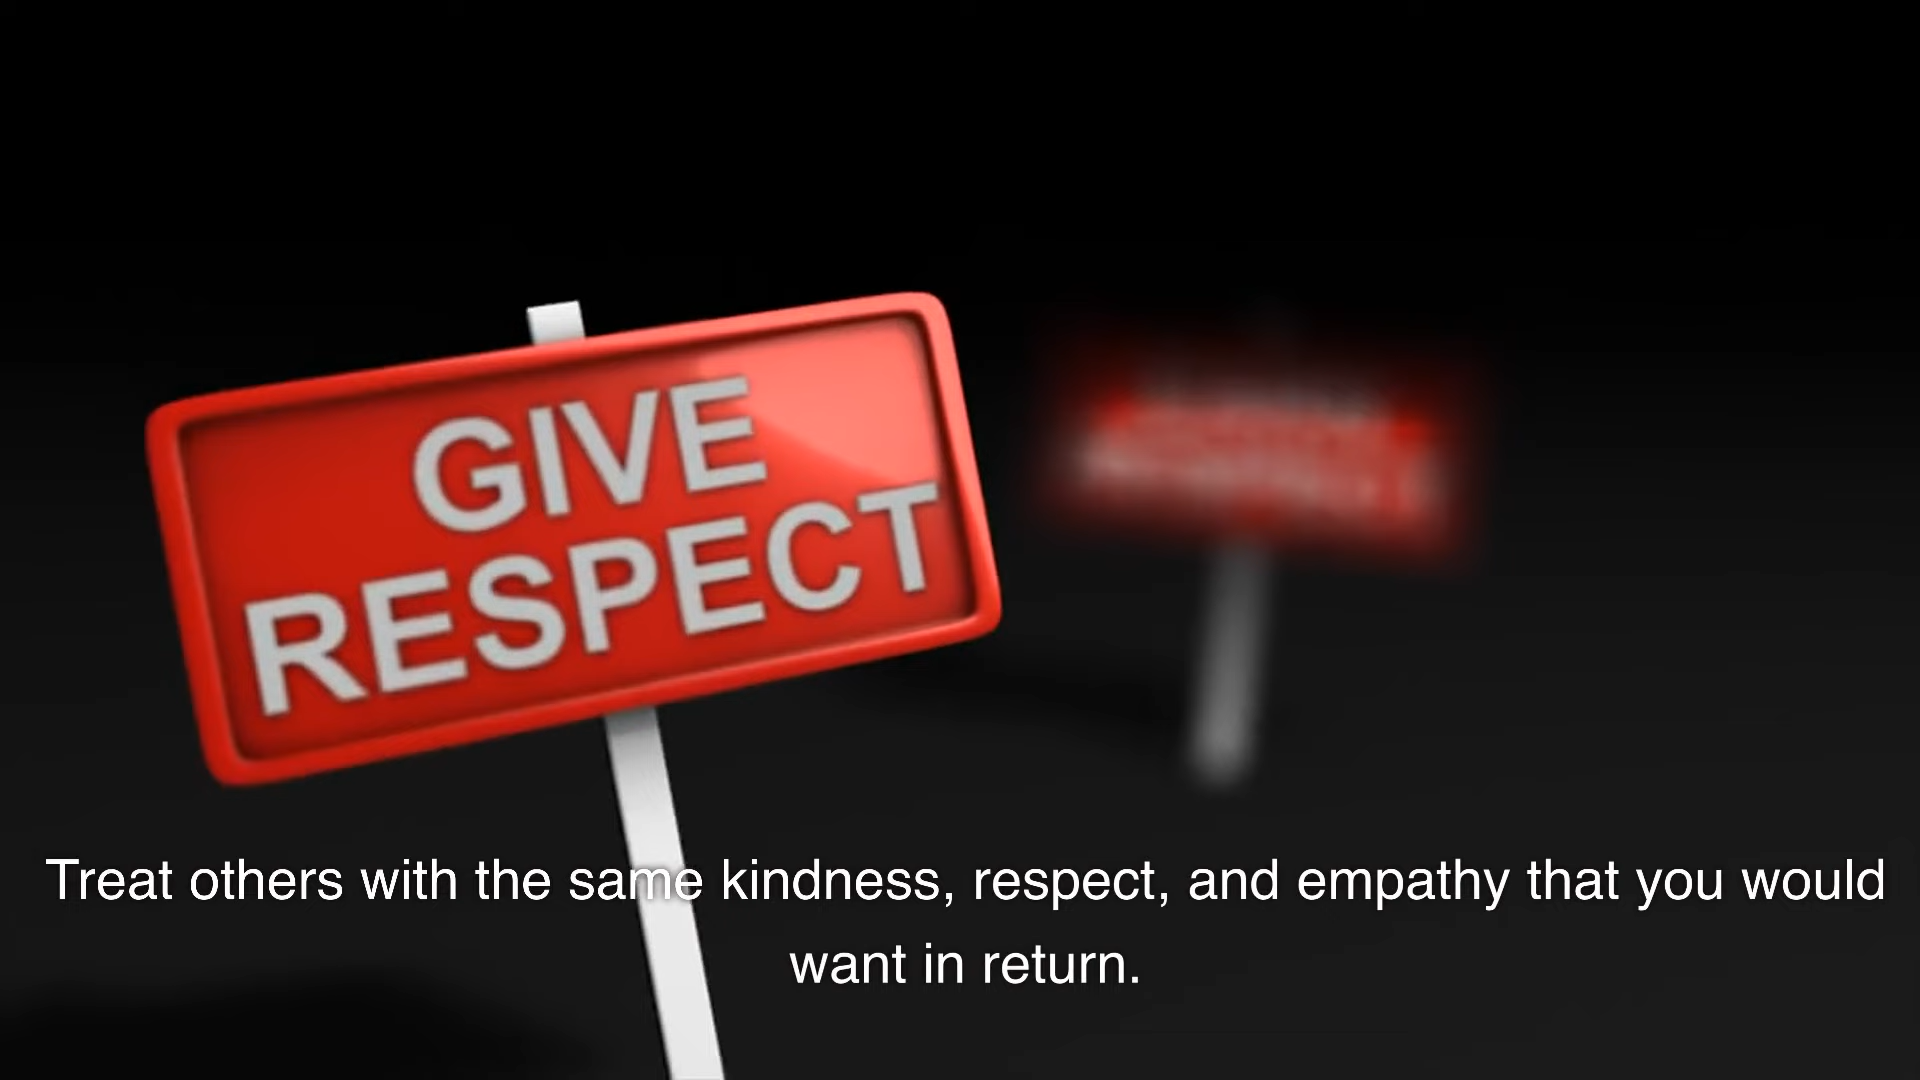 GIVE
RESPECT
Treat others with the same kindness, respect, and empathy that you would
want in return.